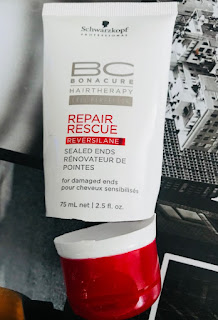 Schwarzkopf
PROFESSIONAL
BC
BONACURE
HAIRTHERAPY
REPAIR
RESCUE
REVERSILANE
SEALED ENDS
RÉNOVATEUR DE
POINTES
for damaged ends
pour cheveux sensibilisés
75 mL net | 2.5 fl. oz.